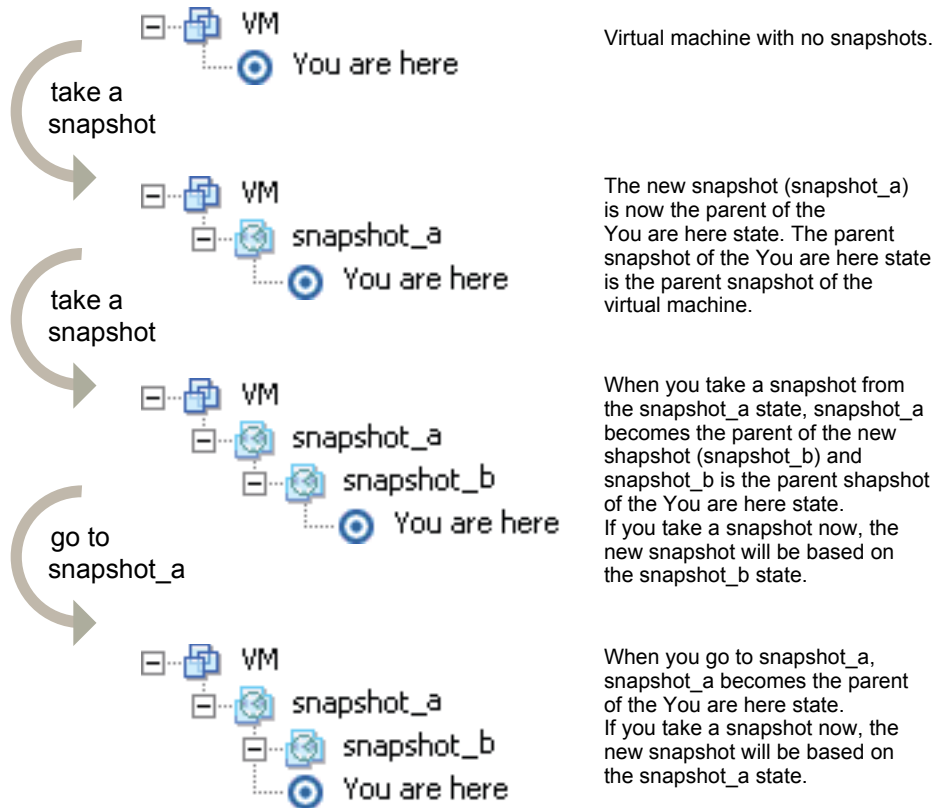 VM
You are here
Virtual machine with no snapshots.
take a
snapshot
VM
snapshot_a
You are here
The new snapshot (snapshot_a)
is now the parent of the
You are here state. The parent
snapshot of the You are here state
is the parent snapshot of the
virtual machine.
take a
snapshot
VM
snapshot_a
snapshot_b
You are here
When you take a snapshot from
the snapshot_a state, snapshot_a
becomes the parent of the new
shapshot (snapshot_b) and
snapshot_b is the parent shapshot
of the You are here state.
If you take a snapshot now, the
new snapshot will be based on
the snapshot_b state.
go to
snapshot_a
VM
snapshot_a
snapshot_b
You are here
When you go to snapshot_a,
snapshot_a becomes the parent
of the You are here state.
If you take a snapshot now, the
new snapshot will be based on
the snapshot_a state.